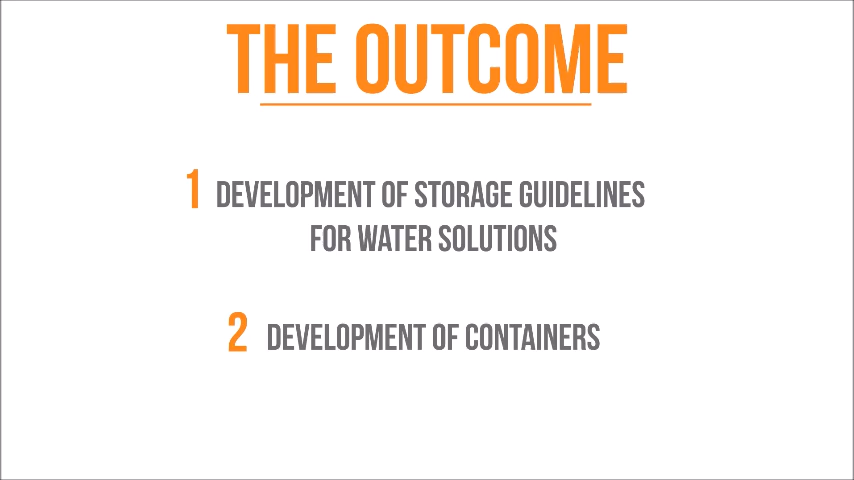 THE OUTCOME
1 DEVELOPMENT OF STORAGE GUIDELINES
FOR WATER SOLUTIONS
2 DEVELOPMENT OF CONTAINERS